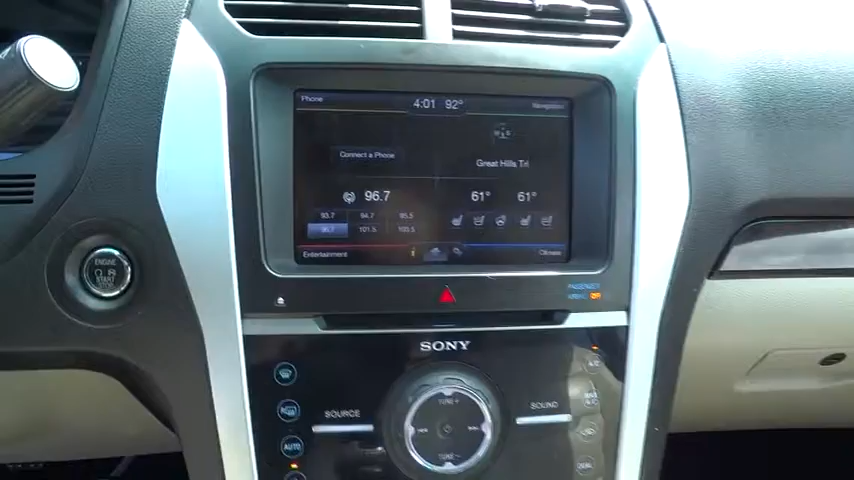 Phone
4:01 92°
Navigation
Connect a Phone
Great Hills Trl
96.7
61° 61°
93.7 94.7 95.5
96.7 101.5 103.5
Entertainment
Climate
ENGINE
START
STOP
PASSENGER
AIRBAG OFF
SONY
SOURCE
SOUND
TUNE +
TUNE -
AUTO